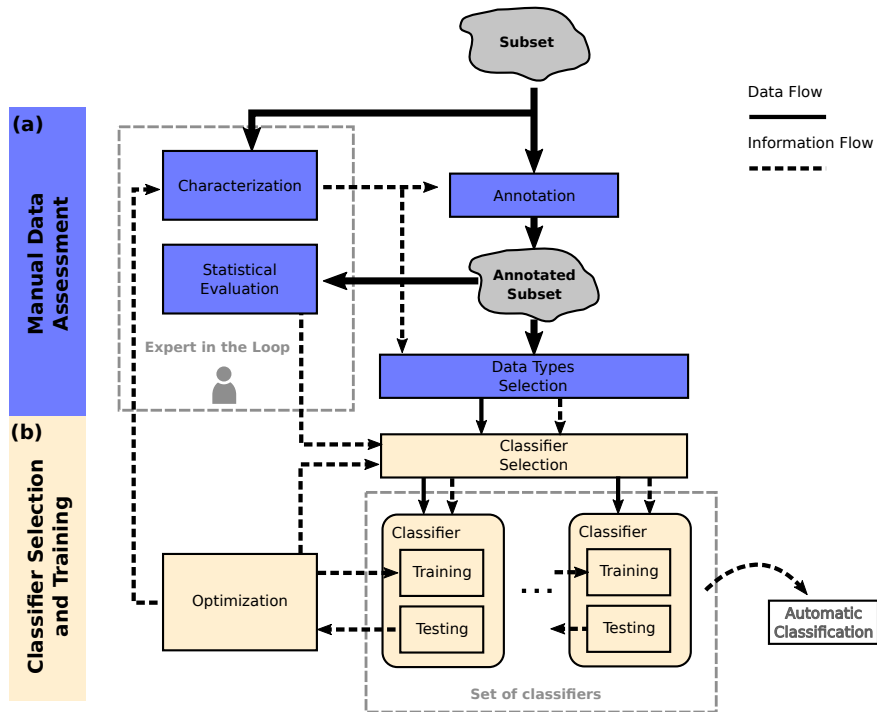 Subset
Data Flow
Information Flow
(a)
Manual Data
Assessment
Characterization
Annotation
Statistical
Evaluation
Annotated
Subset
Expert in the Loop
Data Types
Selection
(b)
Classifier Selection
and Training
Classifier
Selection
Classifier
Training
Testing
....
Classifier
Training
Testing
Optimization
Automatic
Classification
Set of classifiers